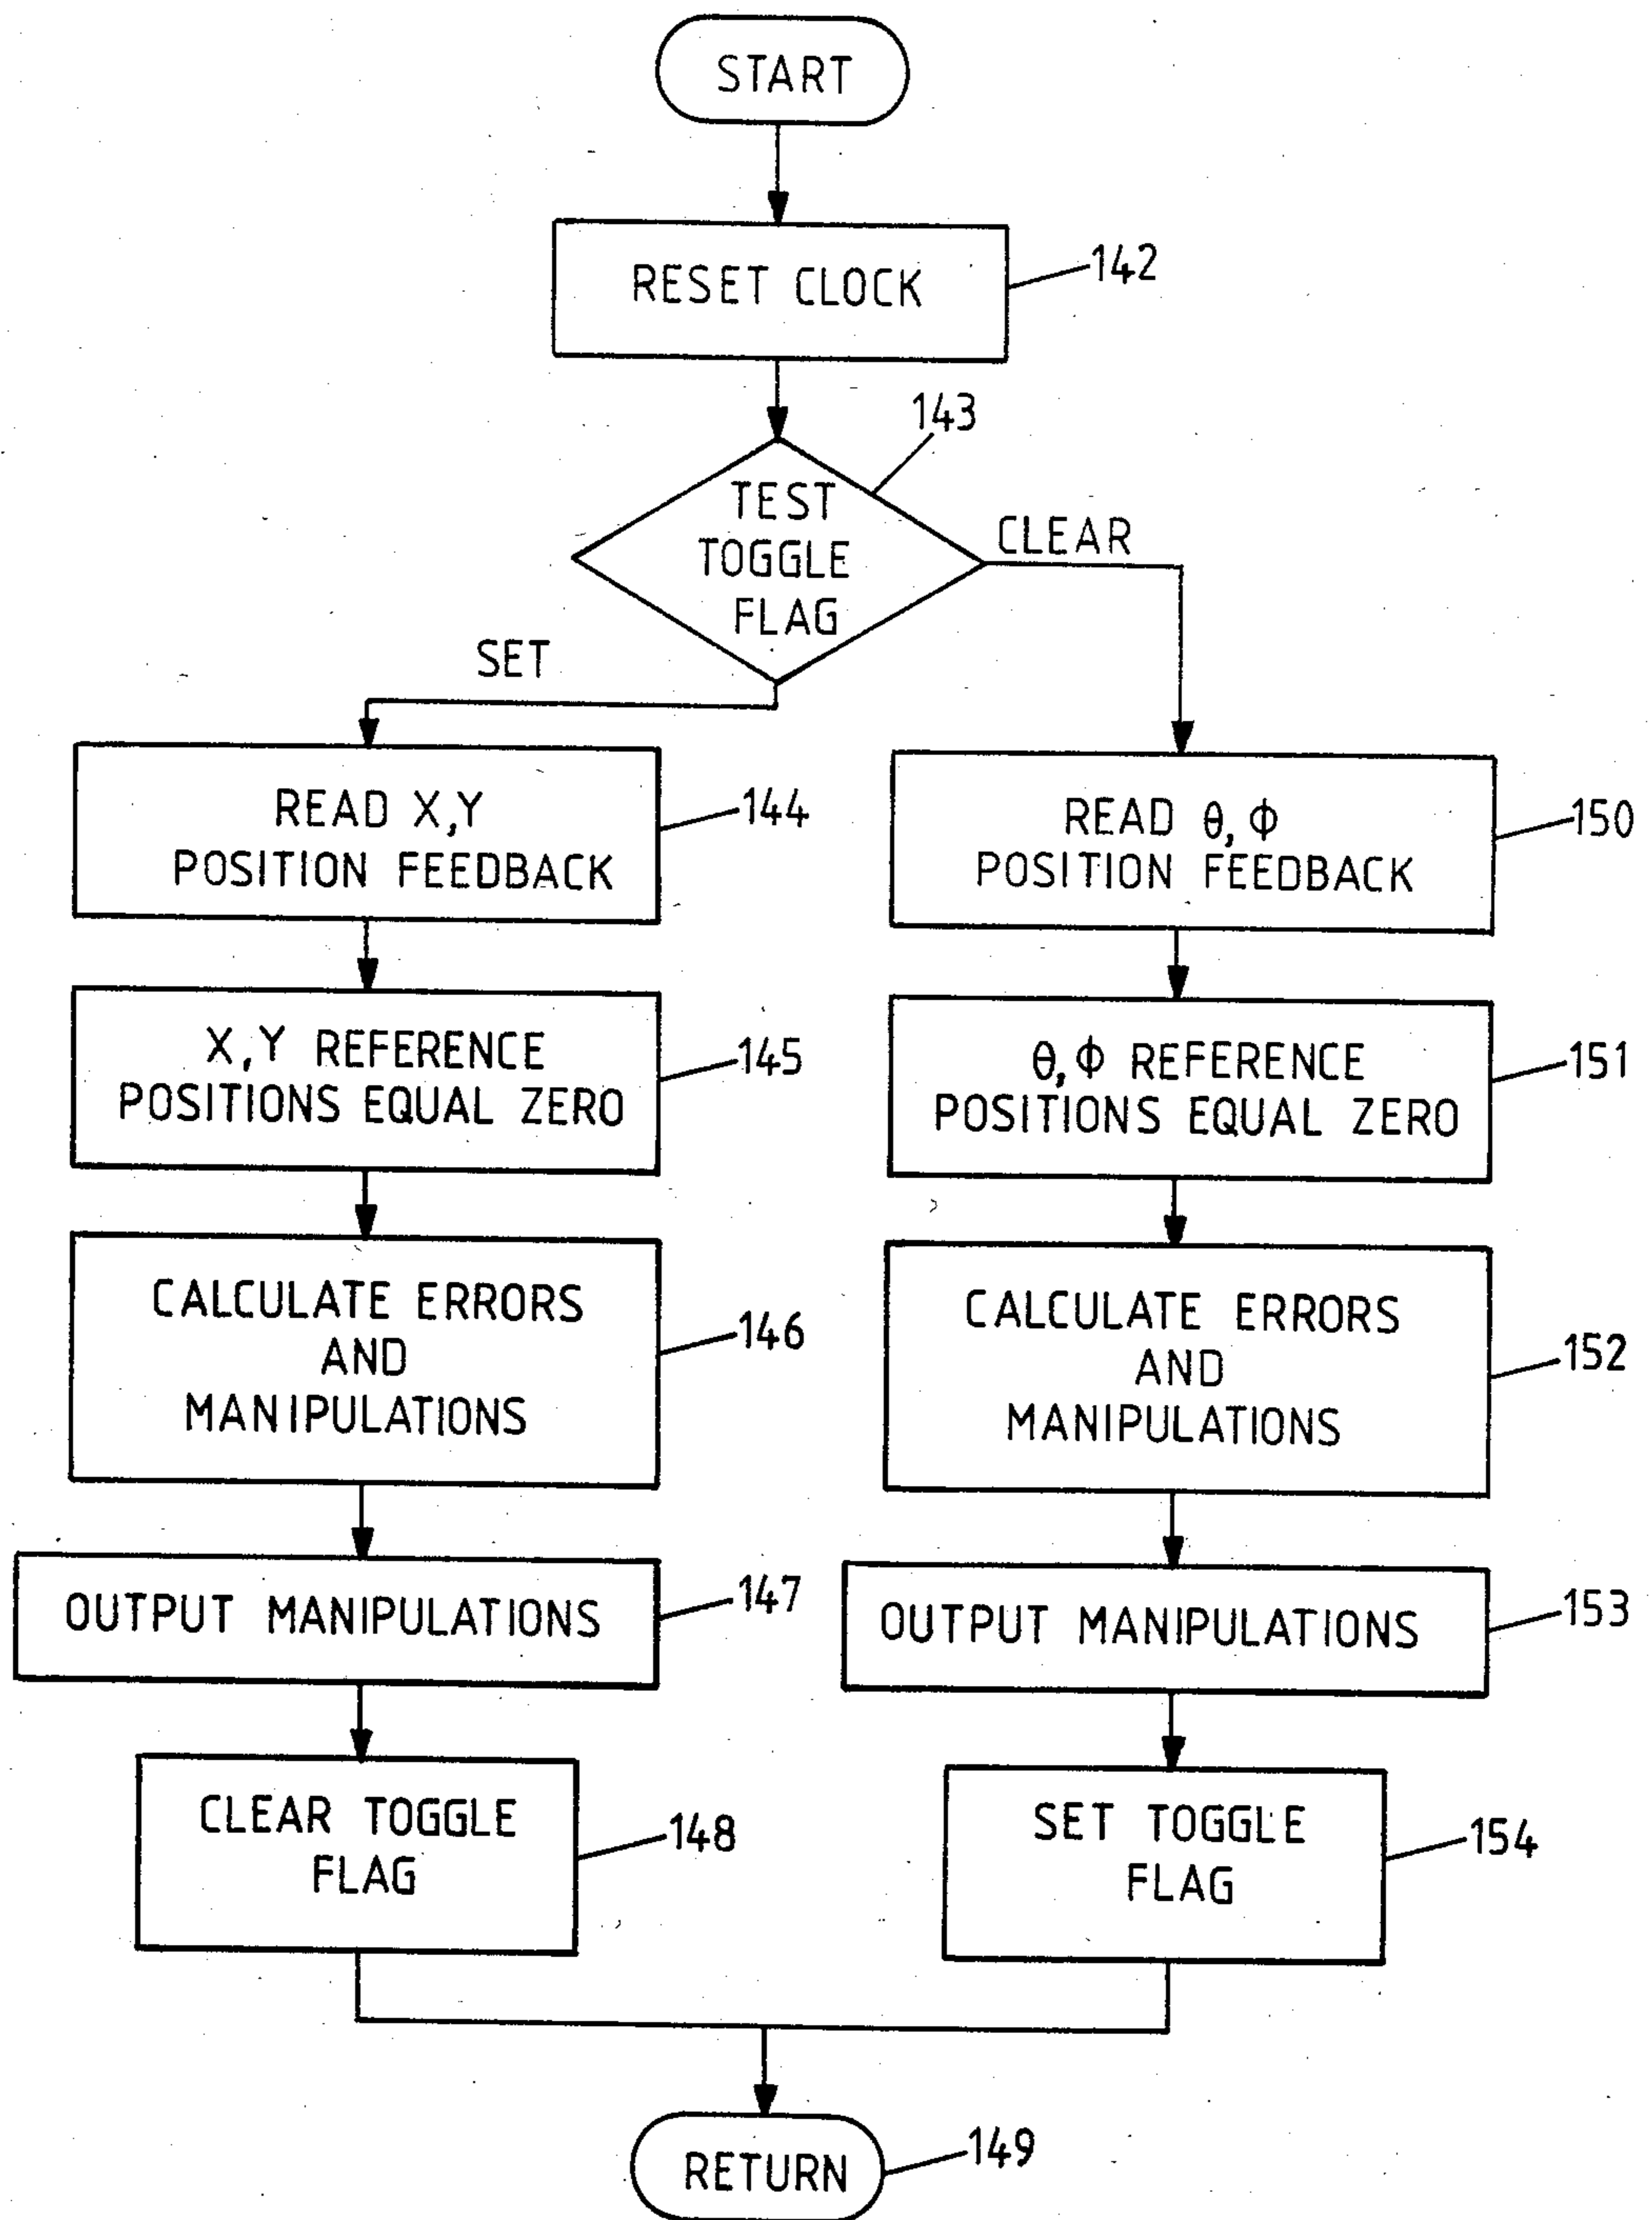 START
RESET CLOCK
142
143
TEST
TOGGLE
FLAG
CLEAR
SET
READ X,Y
POSITION FEEDBACK
144
X,Y REFERENCE
POSITIONS EQUAL ZERO
145
CALCULATE ERRORS
AND
MANIPULATIONS
146
OUTPUT MANIPULATIONS
147
CLEAR TOGGLE
FLAG
148
READ θ, Φ
POSITION FEEDBACK
150
θ, Φ REFERENCE
POSITIONS EQUAL ZERO
151
CALCULATE ERRORS
AND
MANIPULATIONS
152
OUTPUT MANIPULATIONS
153
SET TOGGLE
FLAG
154
RETURN
149